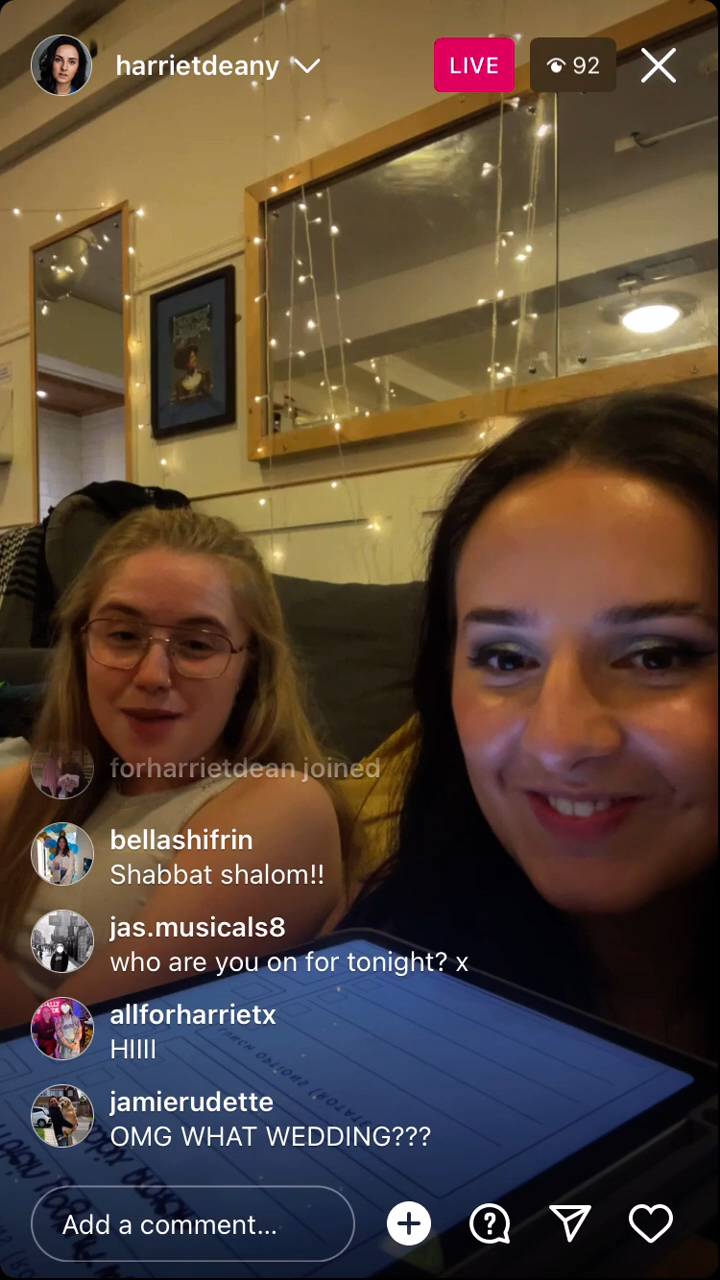 harrietdeany
LIVE
92
forharrietdean joined
bellashifrin
Shabbat shalom!!
jas.musicals8
who are you on for tonight? x
allforharrietx
HIIII
jamierudette
OMG WHAT WEDDING???
Add a comment...